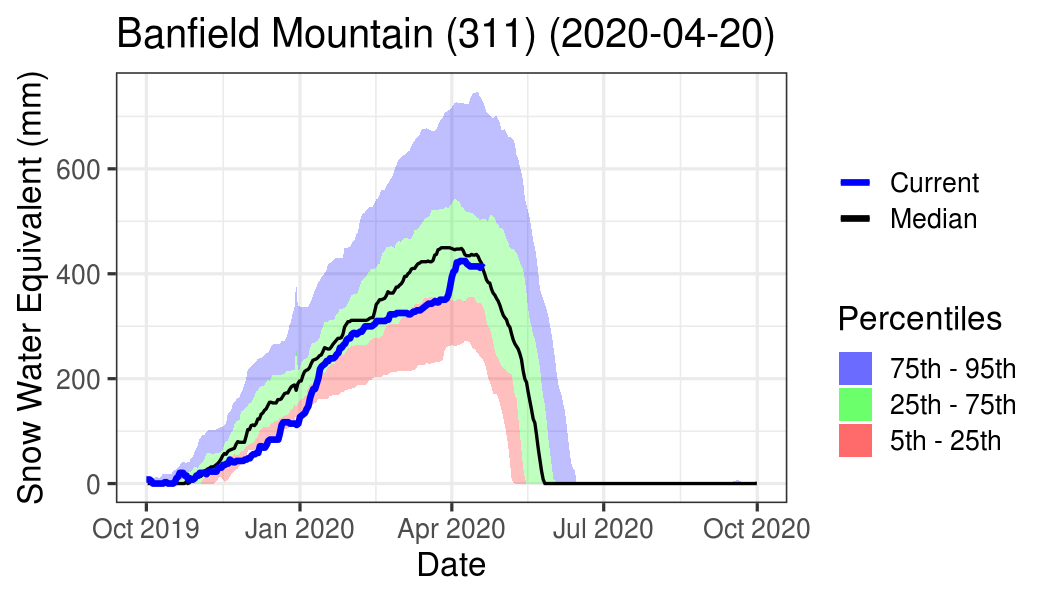 Banfield Mountain (311) (2020-04-20)
Snow Water Equivalent (mm)
600
400
200
0
Oct 2019
Jan 2020
Apr 2020
Jul 2020
Oct 2020
Date
Current
Median
Percentiles
75th - 95th
25th - 75th
5th - 25th